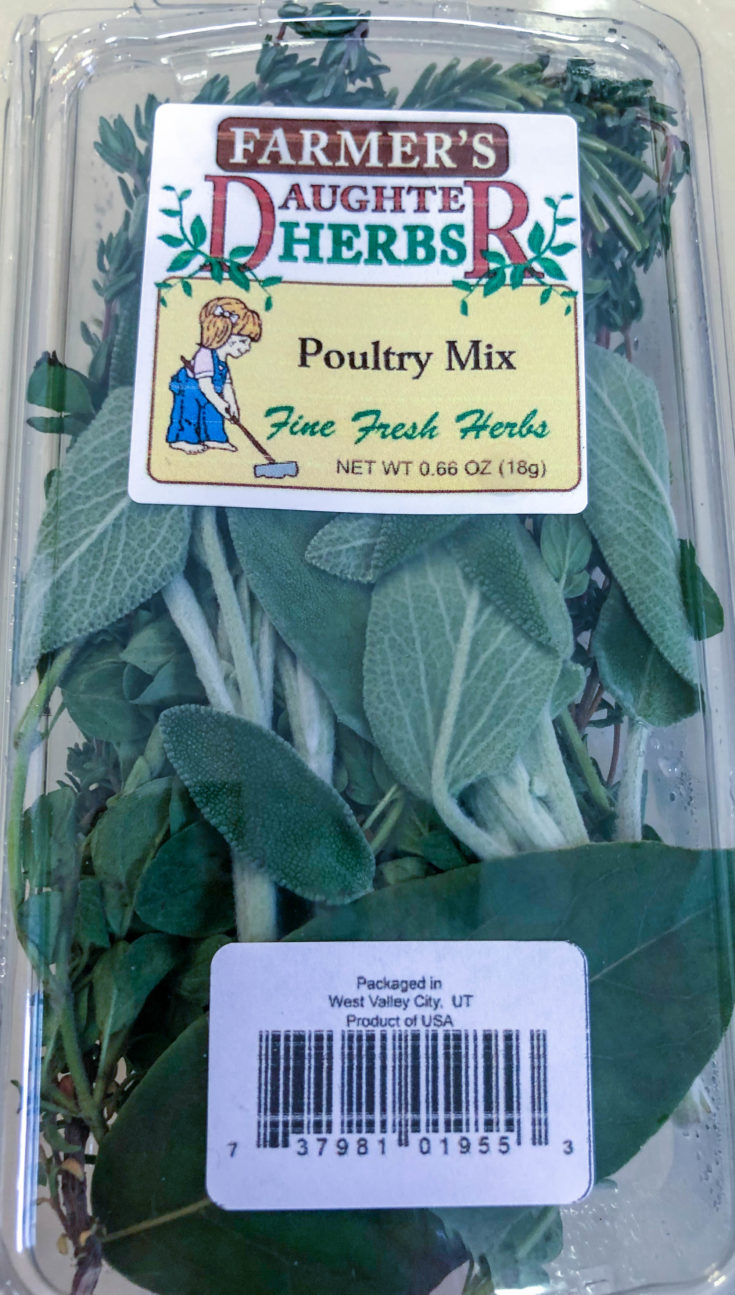 FARMER'S
DAUGHTER
HERBS
Poultry Mix
Fine Fresh Herbs
NET WT 0.66 OZ (18g)
Packaged in
West Valley City, UT
Product of USA
7 37981 01955 3